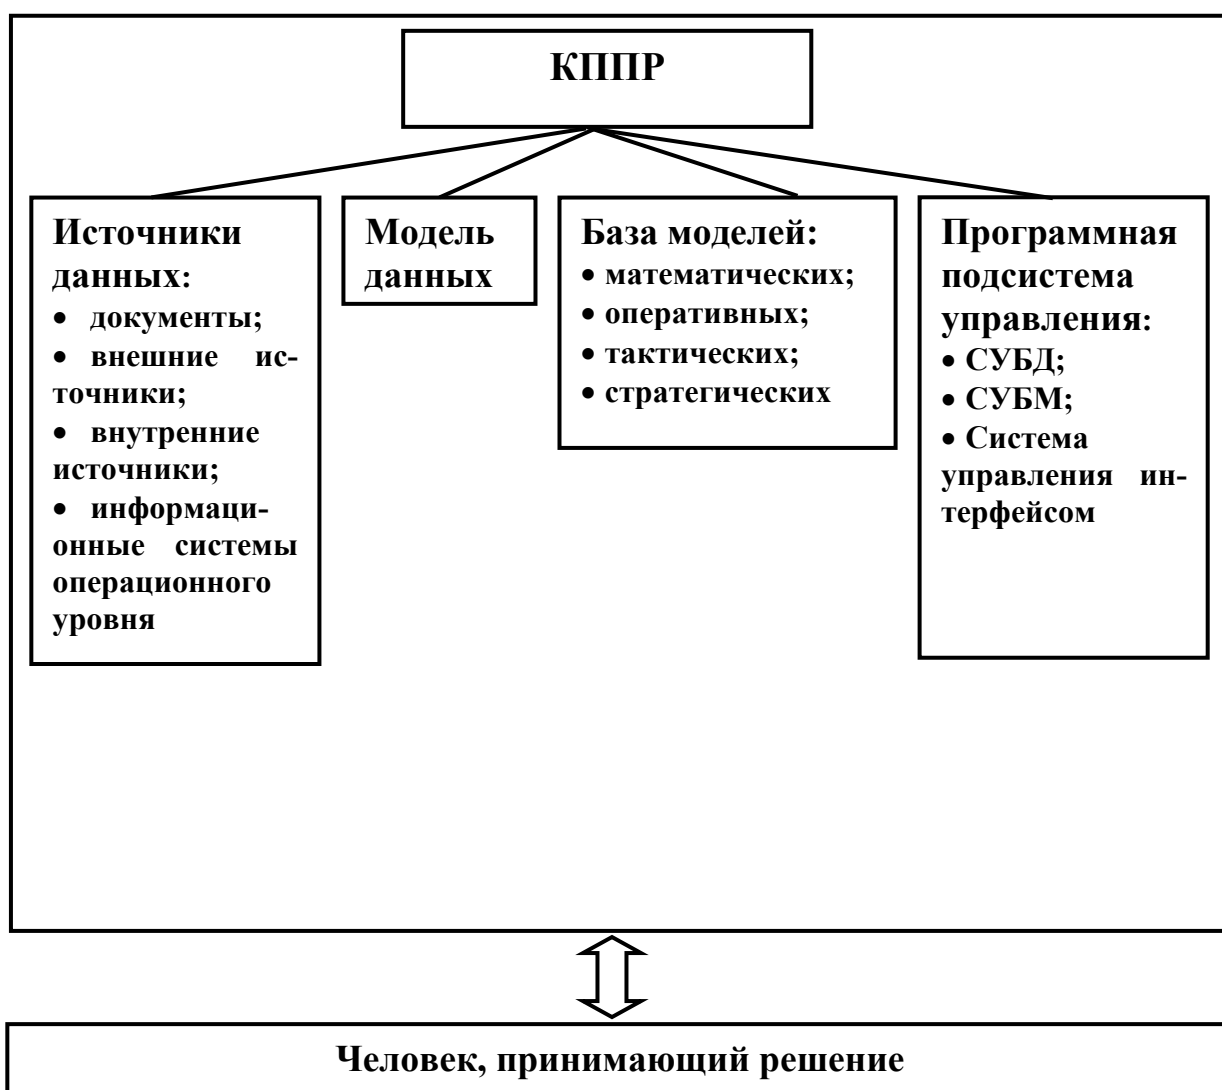 КППР
Источники
данных:
• документы;
• внешние ис-
точники;
• внутренние
источники;
• информаци-
онные системы
операционного
уровня
Модель
данных
База моделей:
• математических;
• оперативных;
• тактических;
• стратегических
Программная
подсистема
управления:
• СУБД;
• СУБМ;
• Система
управления ин-
терфейсом
Человек, принимающий решение